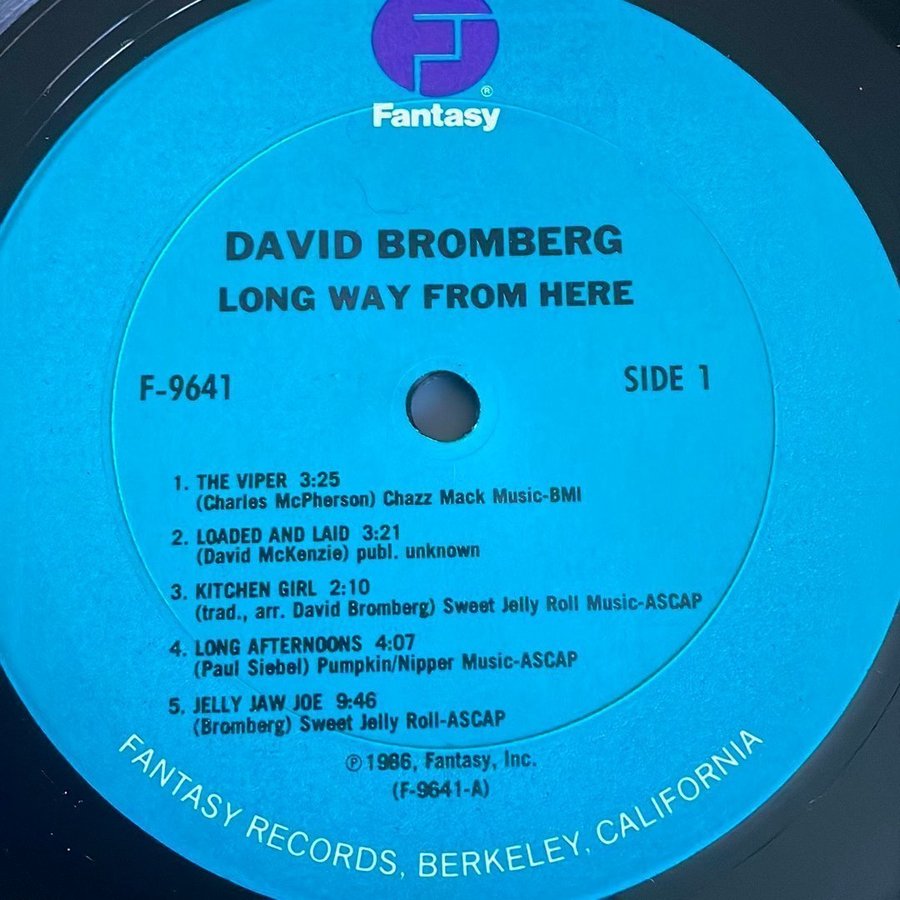 Fantasy®
DAVID BROMBERG
LONG WAY FROM HERE
F-9641
SIDE 1
1. THE VIPER 3:25
(Charles McPherson) Chazz Mack Music-BMI
2. LOADED AND LAID 3:21
(David McKenzie) publ. unknown
3. KITCHEN GIRL 2:10
(trad., arr. David Bromberg) Sweet Jelly Roll Music-ASCAP
4. LONG AFTERNOONS 4:07
(Paul Siebel) Pumpkin/Nipper Music-ASCAP
5. JELLY JAW JOE 9:46
(Bromberg) Sweet Jelly Roll-ASCAP
℗ 1986, Fantasy, Inc.
(F-9641-A)
FANTASY RECORDS, BERKELEY, CALIFORNIA